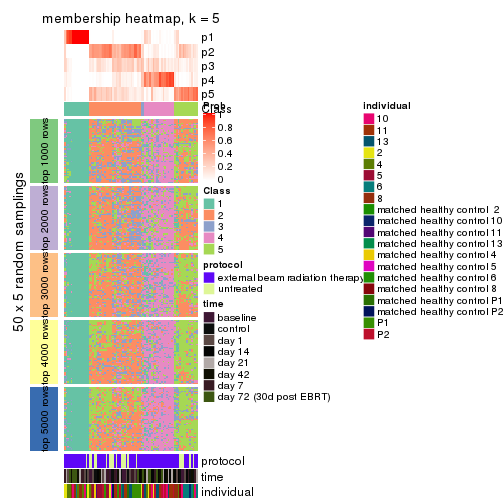 membership heatmap, k = 5
p1
p2
p3
p4
p5
Class
50 x 5 random samplings
top 1000 rows
top 2000 rows
top 3000 rows
top 4000 rows
top 5000 rows
protocol
time
individual
Prob
1
0.8
0.6
0.4
0.2
0
Class
1
2
3
4
5
protocol
external beam radiation therapy
untreated
time
baseline
control
day 1
day 14
day 21
day 42
day 7
day 72 (30d post EBRT)
individual
10
11
13
2
4
5
6
8
matched healthy control 2
matched healthy control 10
matched healthy control 11
matched healthy control 13
matched healthy control 4
matched healthy control 5
matched healthy control 6
matched healthy control 8
matched healthy control P1
matched healthy control P2
P1
P2